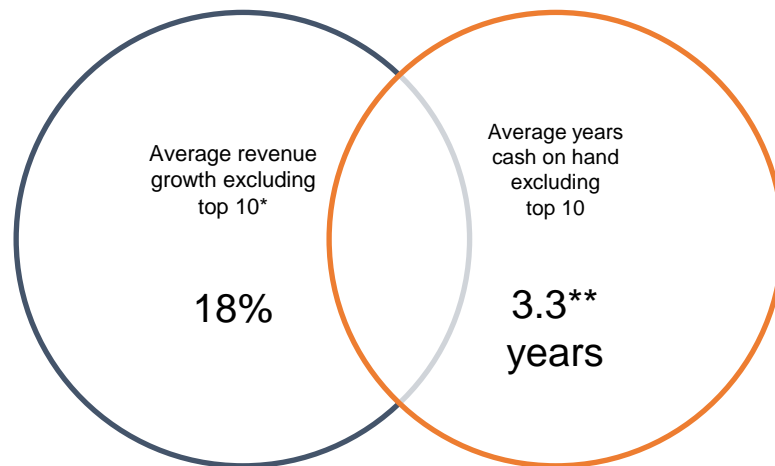 Average revenue
growth excluding
top 10*
18%
Average years
cash on hand
excluding
top 10
3.3**
years